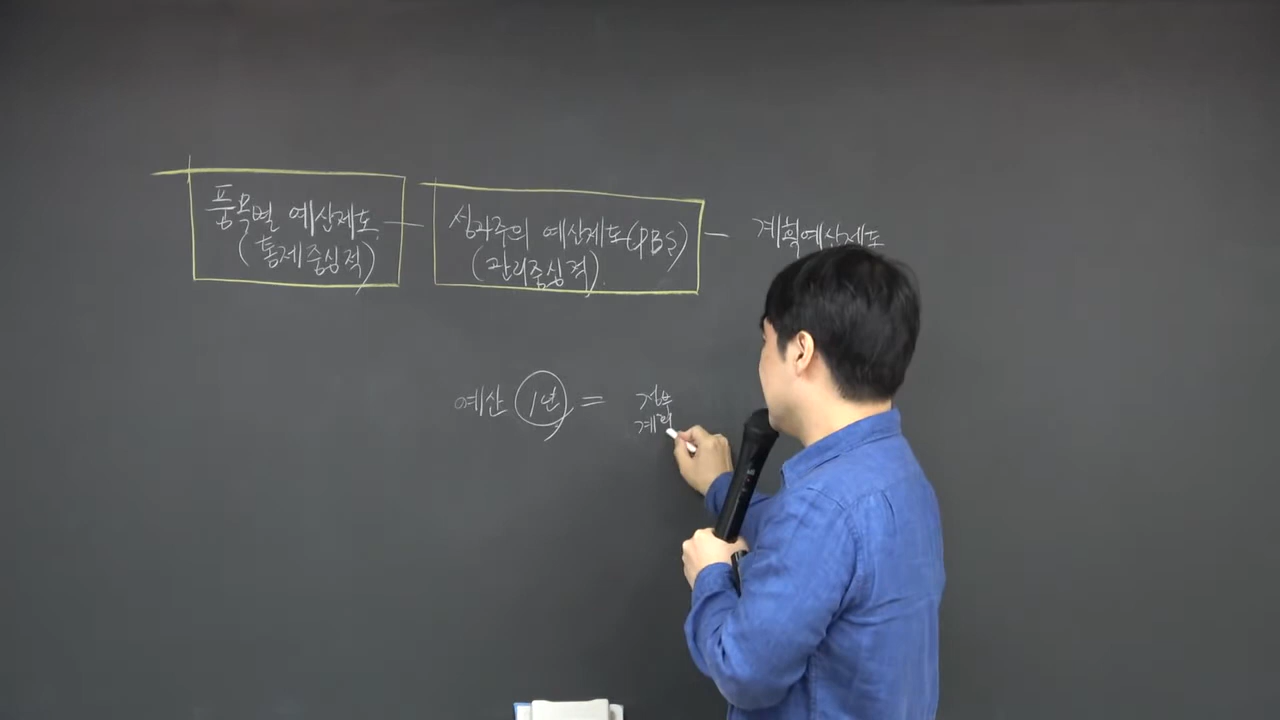 품목별 예산제도
(통제중심적)
성과주의 예산제도(PBS)
(관리중심적)
계획예산제도
예산 1년 =
정부
계획